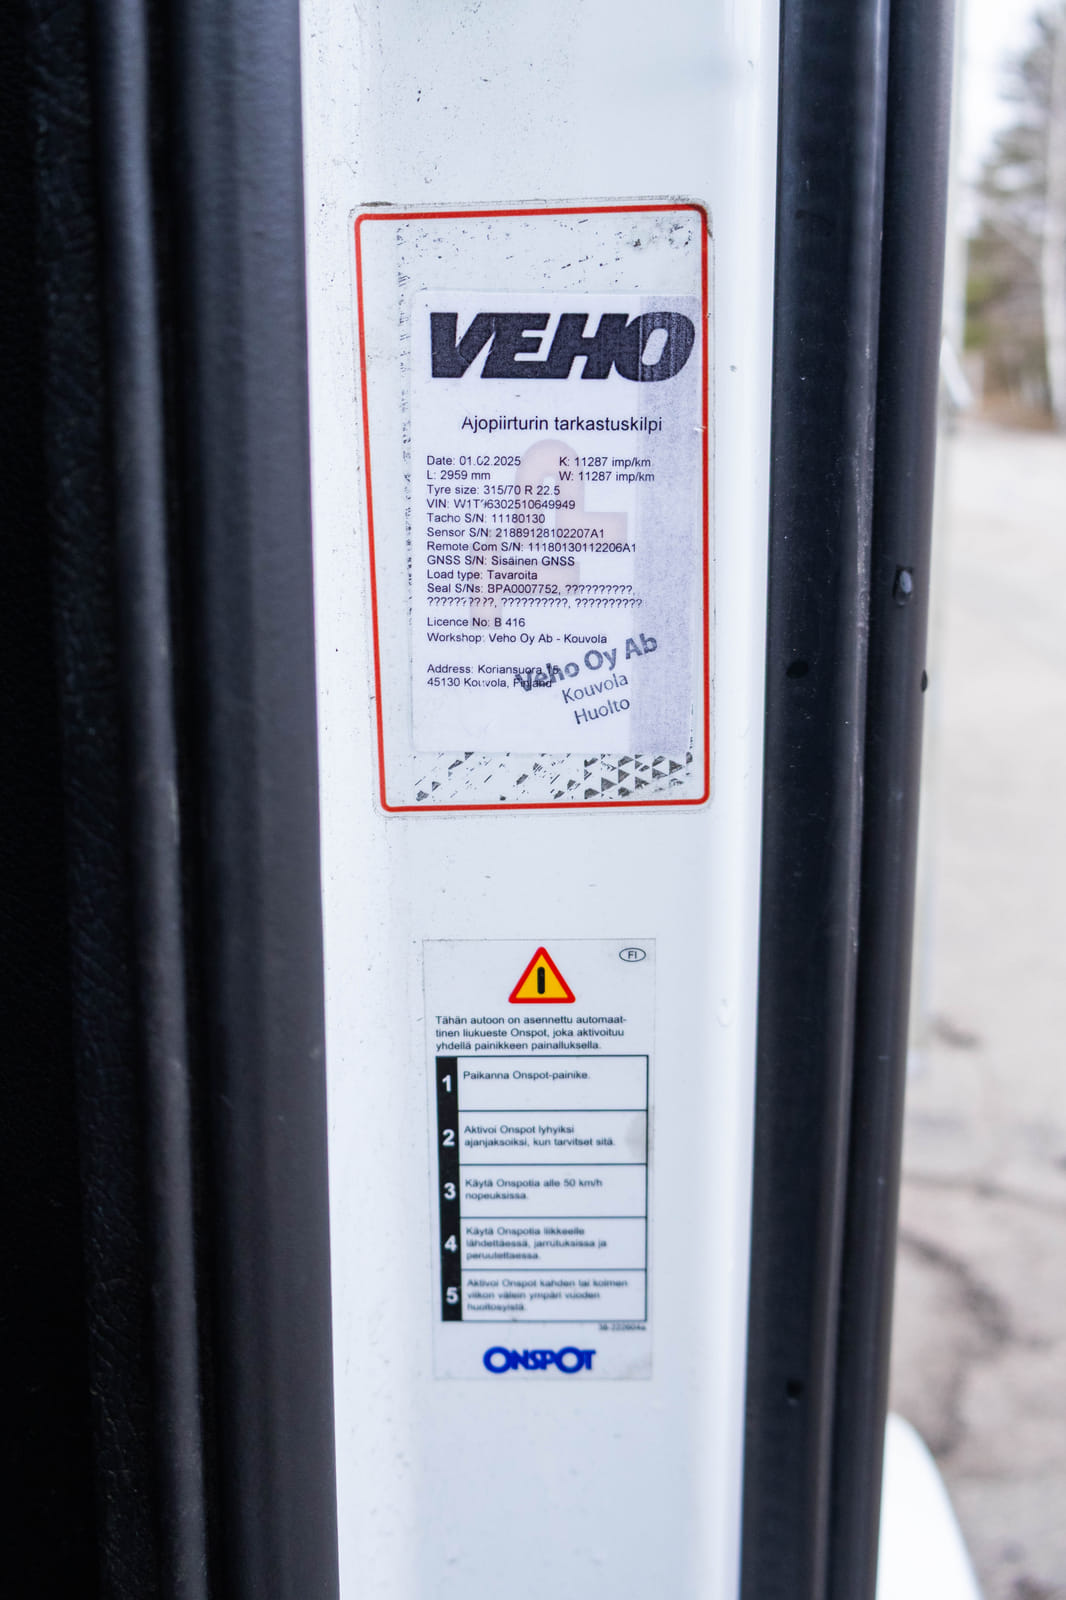 VEHO
Ajopiirturin tarkastuskilpi
Date: 01.02.2025 K: 11287 imp/km
L: 2959 mm W: 11287 imp/km
Tyre size: 315/70 R 22.5
VIN:
Tacho S/N: 11180130
Sensor S/N: 21889128102207A1
Remote Com S/N: 11180130112206A1
GNSS S/N: Sisäinen GNSS
Load type: Tavaroita
Seal S/Ns: BPA0007752, ??????????,
??????????, ??????????, ??????????
Licence No: B 416
Workshop: Veho Oy Ab - Kouvola
Address: Koriansuora 15
45130 Kouvola, Finland
Veho Oy Ab
Kouvola
Huolto
FI
Tähän autoon on asennettu automaat-
tinen liukueste Onspot, joka aktivoituu
yhdellä painikkeen painalluksella.
1 Paikanna Onspot-painike.
2 Aktivoi Onspot lyhyiksi
ajanjaksoiksi, kun tarvitset sitä.
3 Käytä Onspotia alle 50 km/h
nopeuksissa.
4 Käytä Onspotia liikkeelle
lähdettäessä, jarrutuksissa ja
peruutettaessa.
5 Aktivoi Onspot kahden tai kolmen
viikon välein ympäri vuoden
huoltosyistä.
ONSPOT